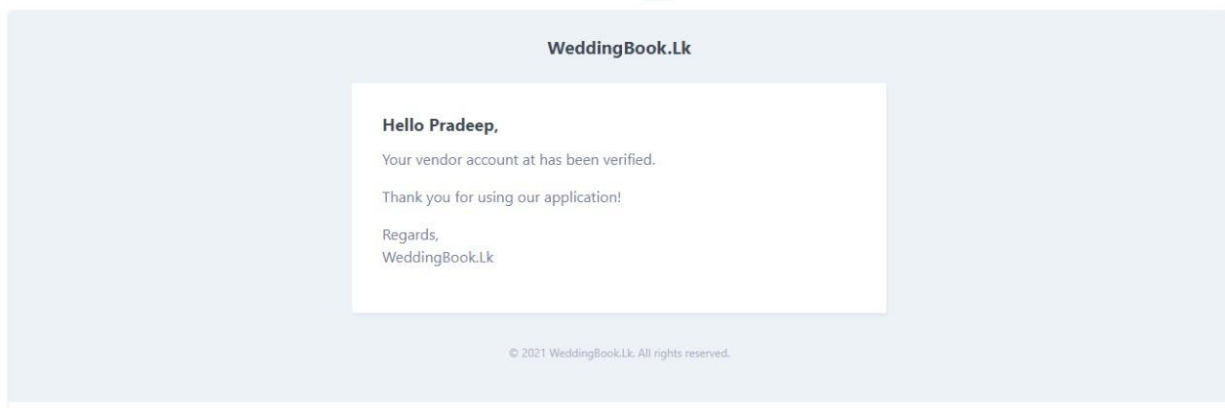 WeddingBook.Lk
Hello Pradeep,
Your vendor account at has been verified.
Thank you for using our application!
Regards,
WeddingBook.Lk
© 2021 WeddingBook.Lk. All rights reserved.